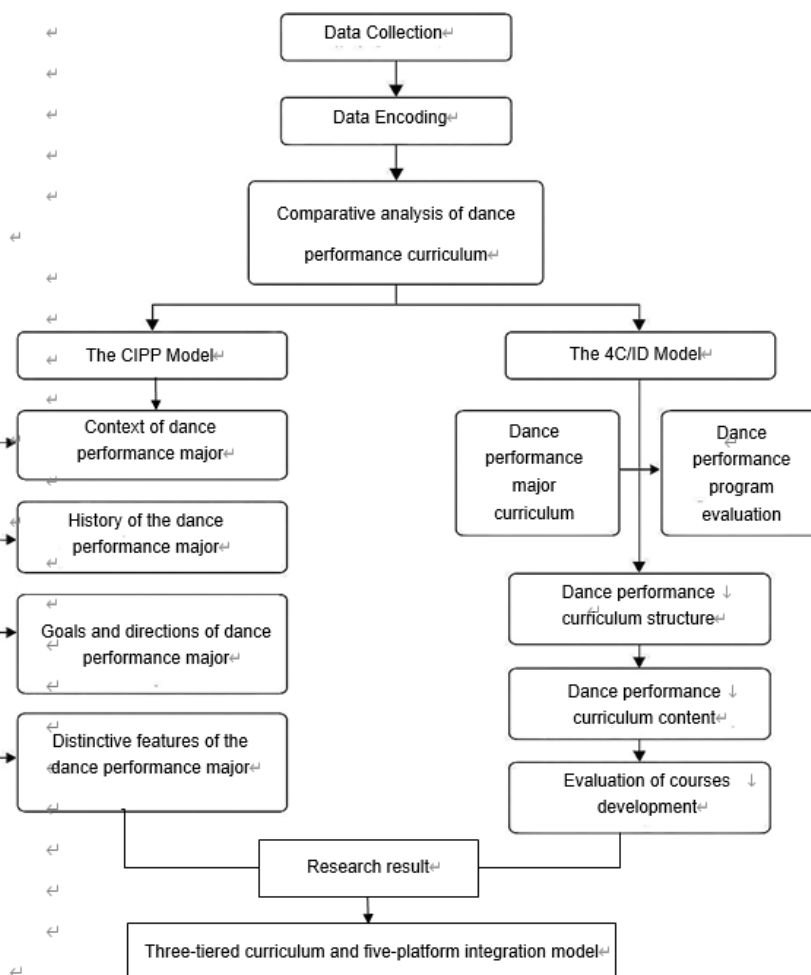 Data Collection
Data Encoding
Comparative analysis of dance
performance curriculum
The CIPP Model
The 4C/ID Model
Context of dance
performance major
History of the dance
performance major
Goals and directions of dance
performance major
Distinctive features of the
dance performance major
Dance
performance
major
curriculum
Dance
performance
program
evaluation
Dance performance
curriculum structure
Dance performance
curriculum content
Evaluation of courses
development
Research result
Three-tiered curriculum and five-platform integration model